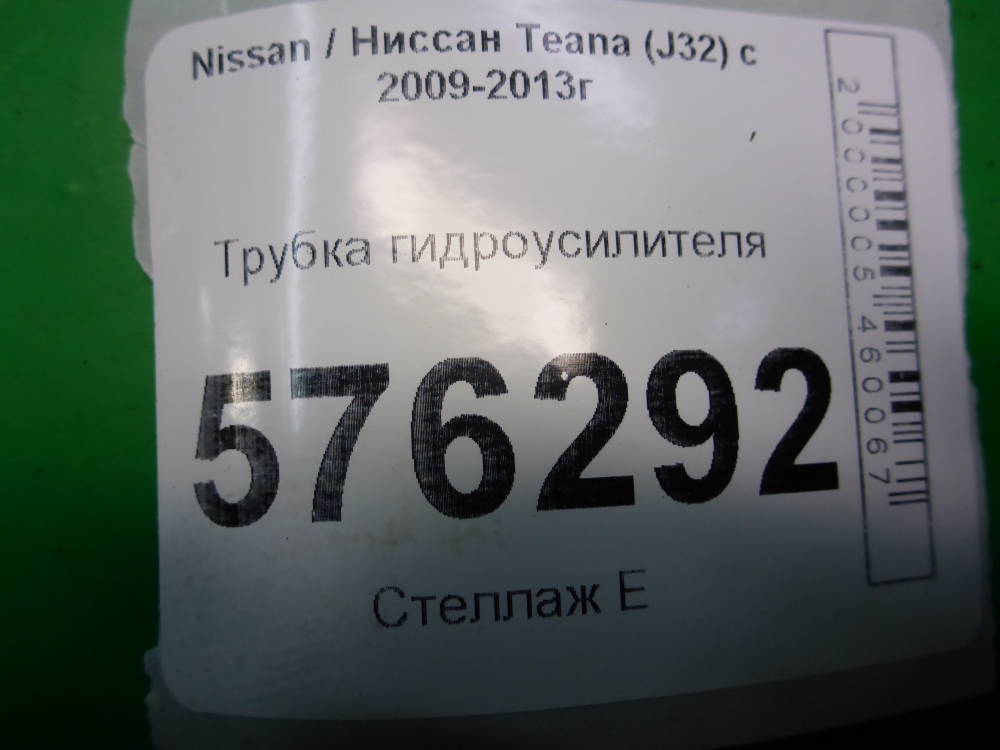 Nissan / Ниссан Teana (J32) с
2009-2013г
Трубка гидроусилителя
576292
Стеллаж Е
2000005460067